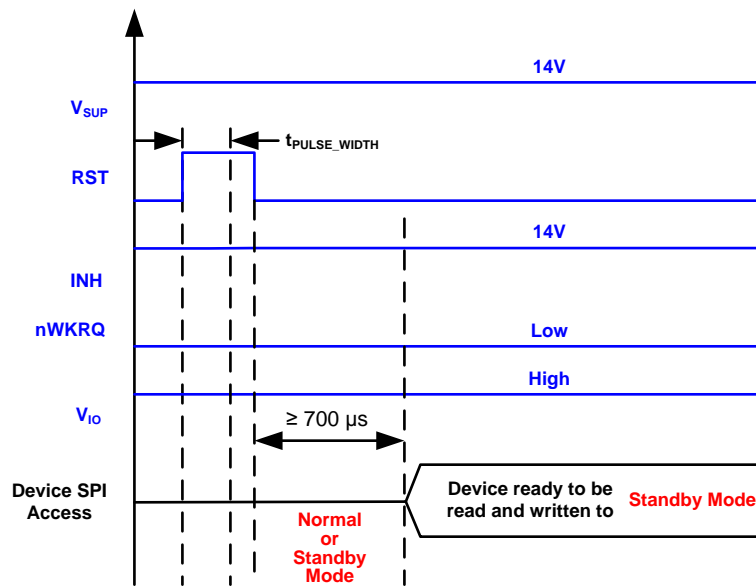 14V
VSUP
tPULSE_WIDTH
RST
14V
INH
nWKRQ
Low
High
VIO
≥ 700 µs
Device SPI
Access
Device ready to be
read and written to
Standby Mode
Normal
or
Standby
Mode